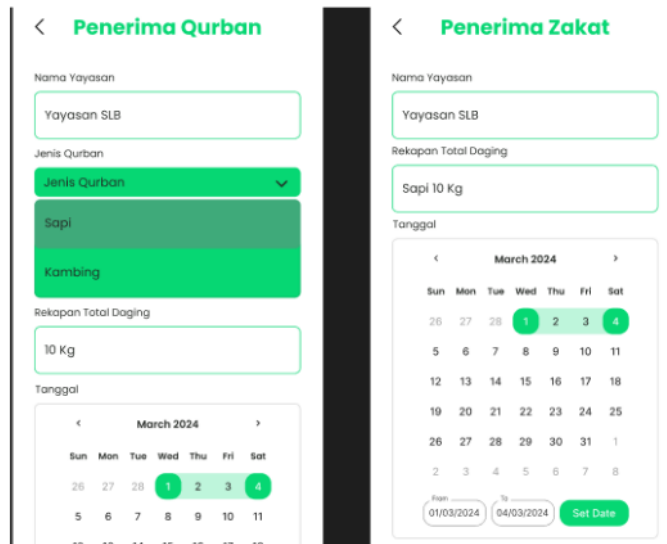 Penerima Qurban
Nama Yayasan
Yayasan SLB
Jenis Qurban
Jenis Qurban
Sapi
Kambing
Rekapan Total Daging
10 Kg
Tanggal
March 2024
Sun Mon Tue Wed Thu Fri Sat
26 27 28 1 2 3 4
5 6 7 8 9 10 11
Penerima Zakat
Nama Yayasan
Yayasan SLB
Rekapan Total Daging
Sapi 10 Kg
Tanggal
March 2024
Sun Mon Tue Wed Thu Fri Sat
26 27 28 1 2 3 4
5 6 7 8 9 10 11
12 13 14 15 16 17 18
19 20 21 22 23 24 25
26 27 28 29 30 31 1
2 3 4 5 6 7 8
From To
01/03/2024 04/03/2024 Set Date